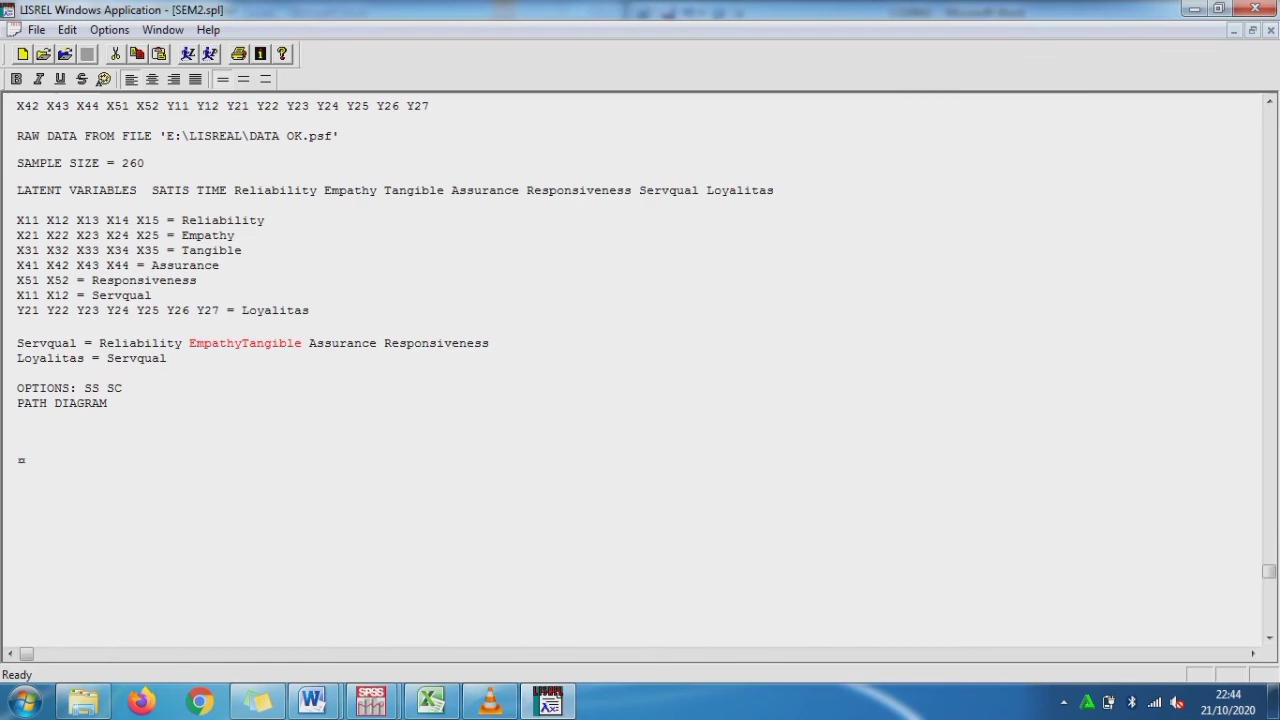 LISREL Windows Application - [SEM2.spl]
File Edit Options Window Help
X42 X43 X44 X51 X52 Y11 Y12 Y21 Y22 Y23 Y24 Y25 Y26 Y27
RAW DATA FROM FILE 'E:\LISREAL\DATA OK.psf'
SAMPLE SIZE = 260
LATENT VARIABLES  SATIS TIME Reliability Empathy Tangible Assurance Responsiveness Servqual Loyalitas
X11 X12 X13 X14 X15 = Reliability
X21 X22 X23 X24 X25 = Empathy
X31 X32 X33 X34 X35 = Tangible
X41 X42 X43 X44 = Assurance
X51 X52 = Responsiveness
X11 X12 = Servqual
Y21 Y22 Y23 Y24 Y25 Y26 Y27 = Loyalitas
Servqual = Reliability EmpathyTangible Assurance Responsiveness
Loyalitas = Servqual
OPTIONS: SS SC
PATH DIAGRAM
Ready
SPSS
LISREL
22:44
21/10/2020